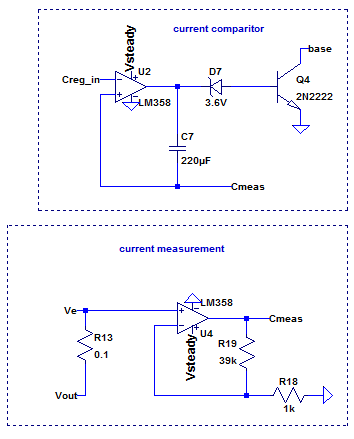 current comparitor
Vsteady
base
Creg_in
U2
D7
Q4
LM358
3.6V
2N2222
C7
220µF
Cmeas
current measurement
LM358
Ve
Cmeas
U4
R13
0.1
Vsteady
R19
39k
R18
Vout
1k